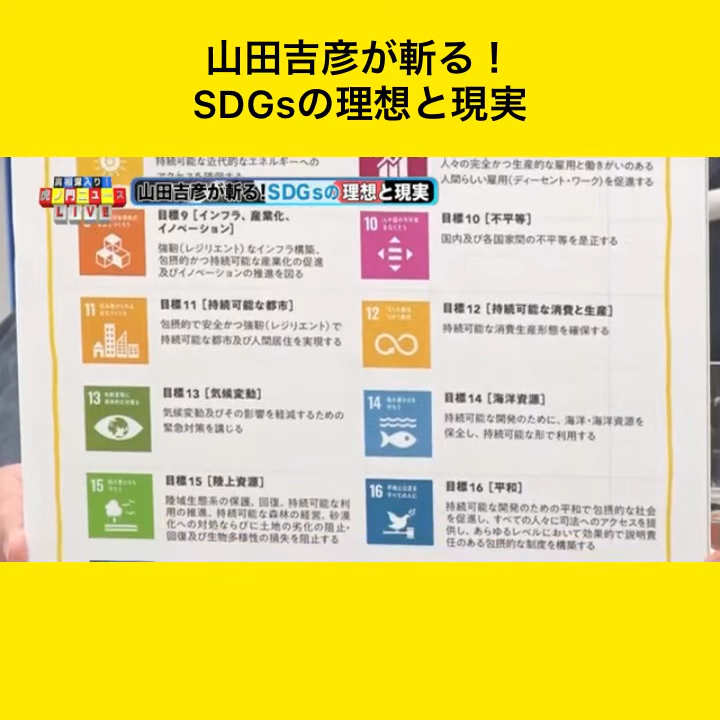 山田吉彦が斬る！
SDGsの理想と現実
持続可能な近代的なエネルギーへの
人々の完全かつ生産的な雇用と働きがいのある
人間らしい雇用(ディーセント・ワーク)を促進する
真相深入り！
虎ノ門ニュース
LIVE
山田吉彦が斬る!SDGsの理想と現実
目標9［インフラ、産業化、
イノベーション］
強靭(レジリエント)なインフラ構築、
包摂的かつ持続可能な産業化の促進
及びイノベーションの推進を図る
10
目標10［不平等］
国内及び各国家間の不平等を是正する
11
目標11［持続可能な都市］
包摂的で安全かつ強靭(レジリエント)で
持続可能な都市及び人間居住を実現する
12
目標12［持続可能な消費と生産］
持続可能な消費生産形態を確保する
13
目標13［気候変動］
気候変動及びその影響を軽減するための
緊急対策を講じる
14
目標14［海洋資源］
持続可能な開発のために、海洋・海洋資源を
保全し、持続可能な形で利用する
15
目標15［陸上資源］
陸域生態系の保護、回復、持続可能な利
用の推進、持続可能な森林の経営、砂漠
化への対処ならびに土地の劣化の阻止・
回復及び生物多様性の損失を阻止する
16
目標16［平和］
持続可能な開発のための平和で包摂的な社会
を促進し、すべての人々に司法へのアクセスを提
供し、あらゆるレベルにおいて効果的で説明責
任のある包摂的な制度を構築する